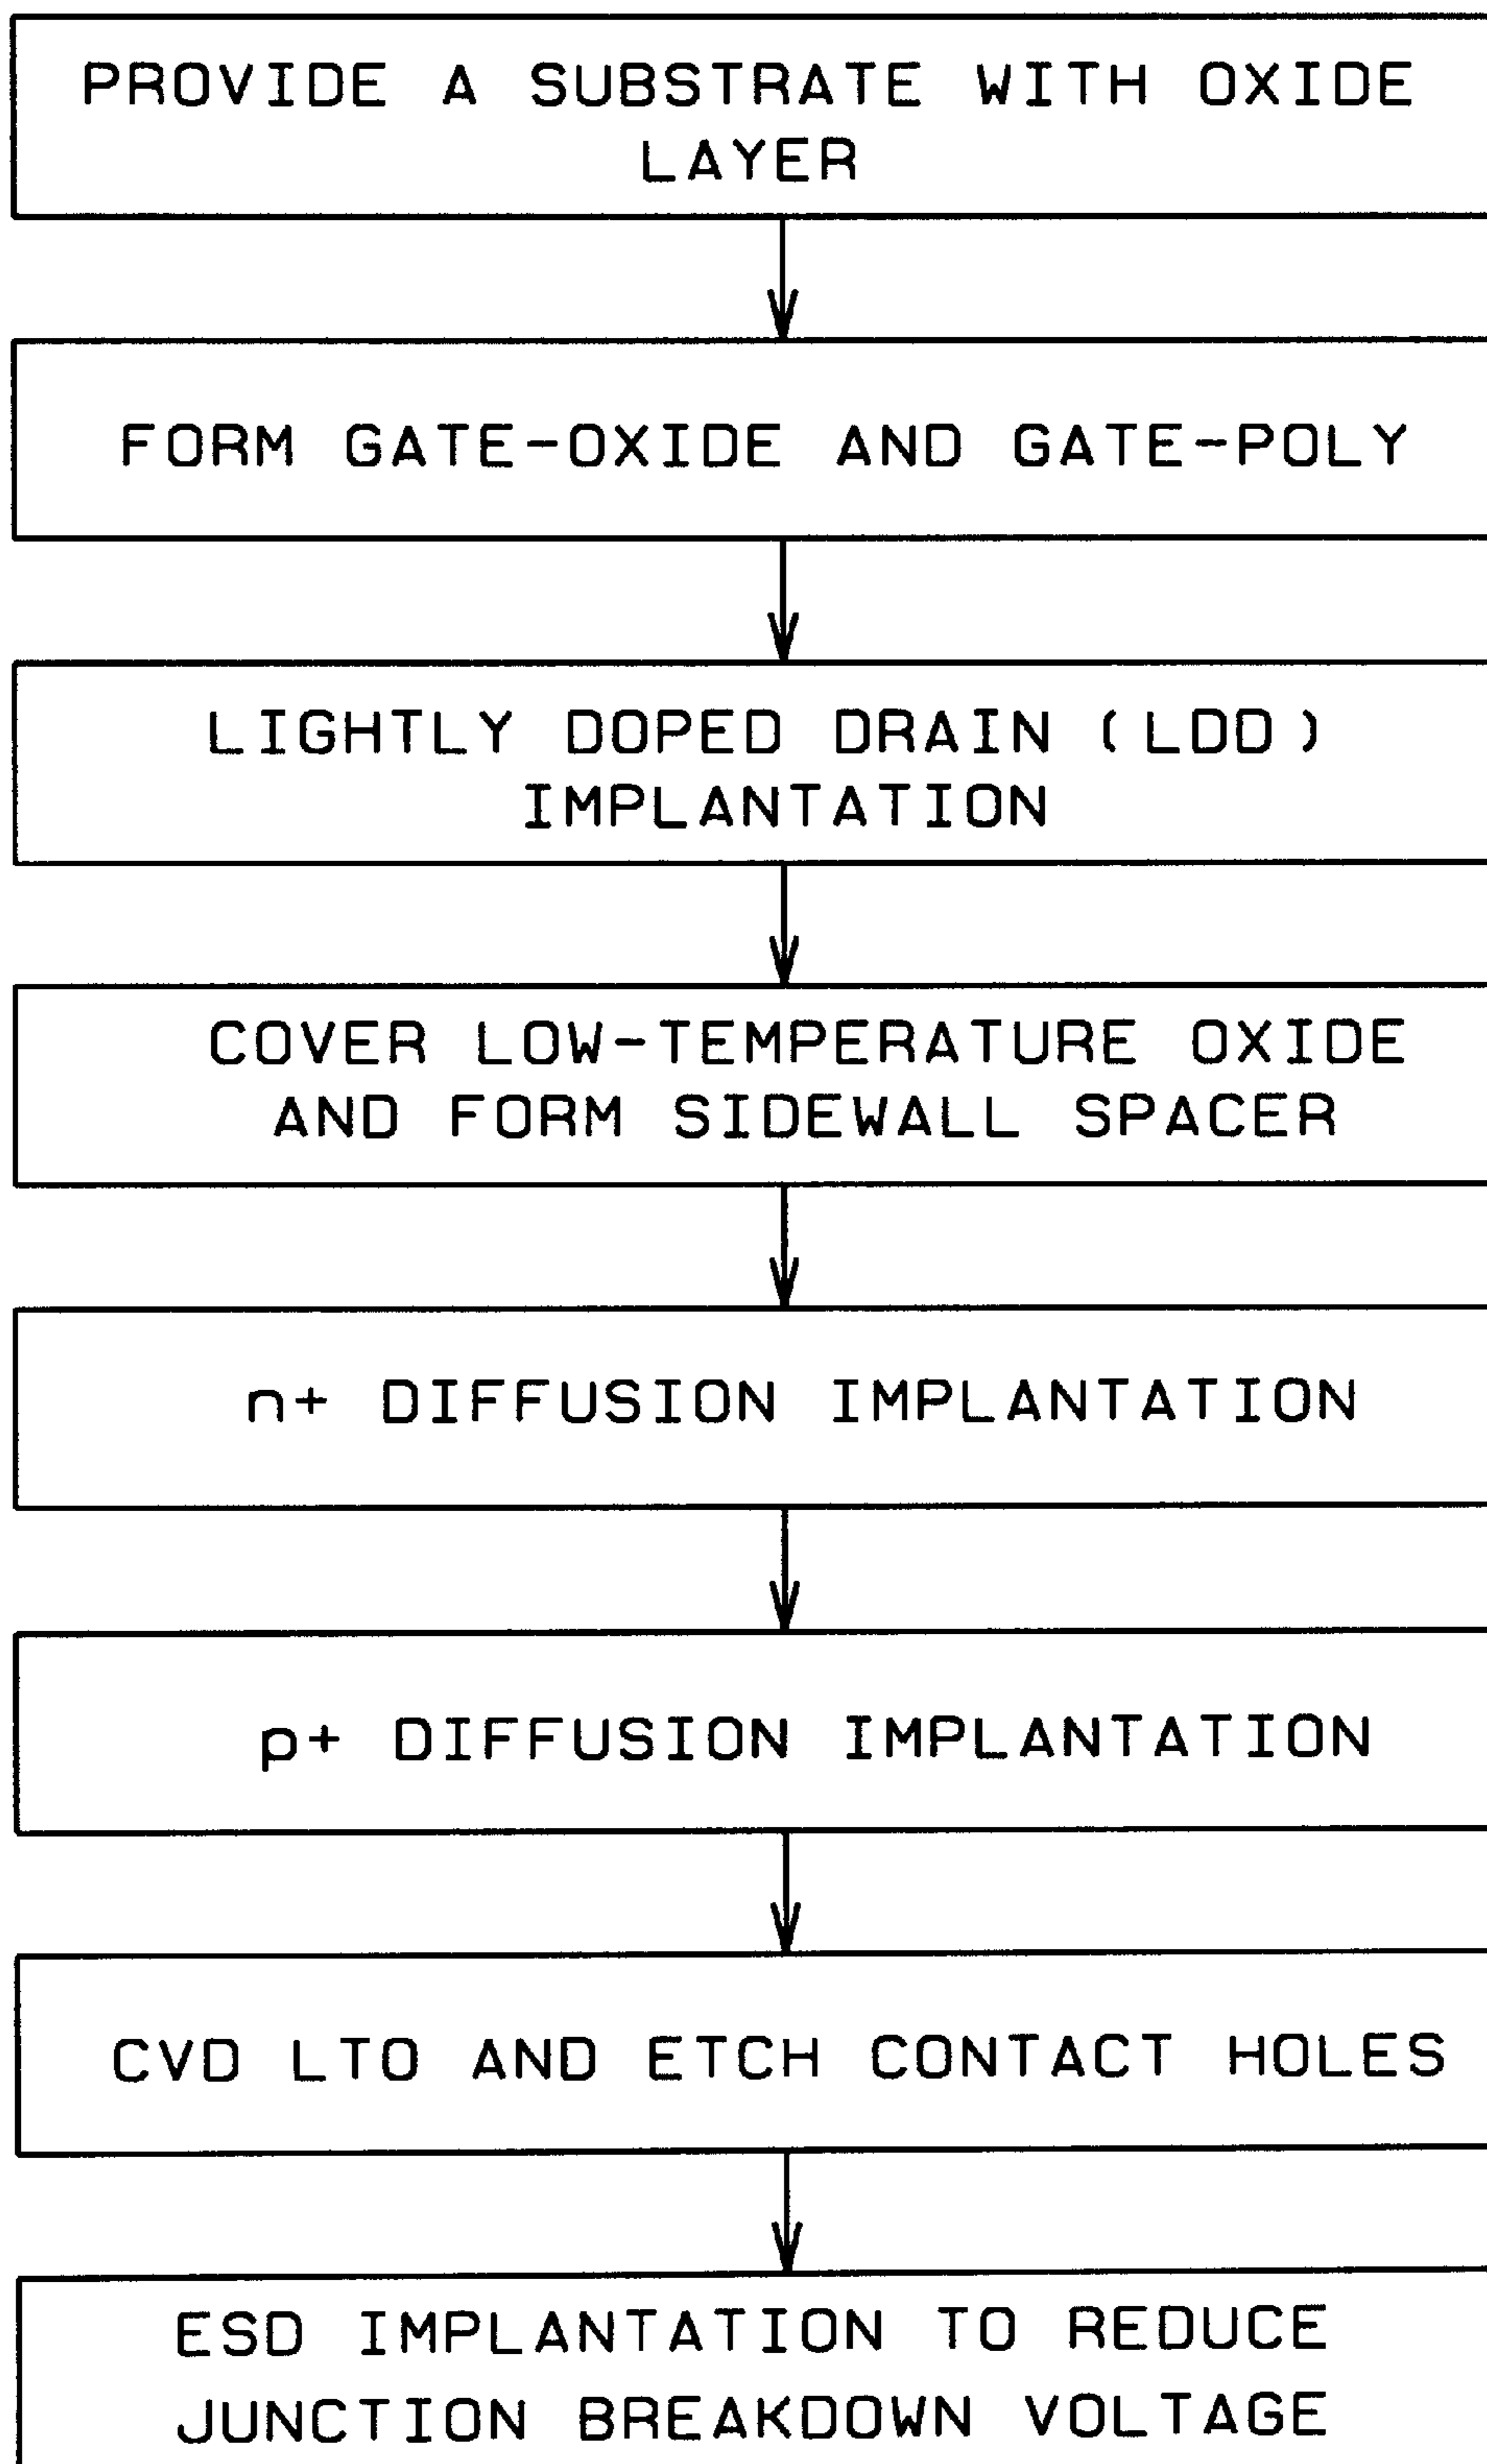 PROVIDE A SUBSTRATE WITH OXIDE
LAYER
FORM GATE-OXIDE AND GATE-POLY
LIGHTLY DOPED DRAIN (LDD)
IMPLANTATION
COVER LOW-TEMPERATURE OXIDE
AND FORM SIDEWALL SPACER
n+ DIFFUSION IMPLANTATION
p+ DIFFUSION IMPLANTATION
CVD LTO AND ETCH CONTACT HOLES
ESD IMPLANTATION TO REDUCE
JUNCTION BREAKDOWN VOLTAGE